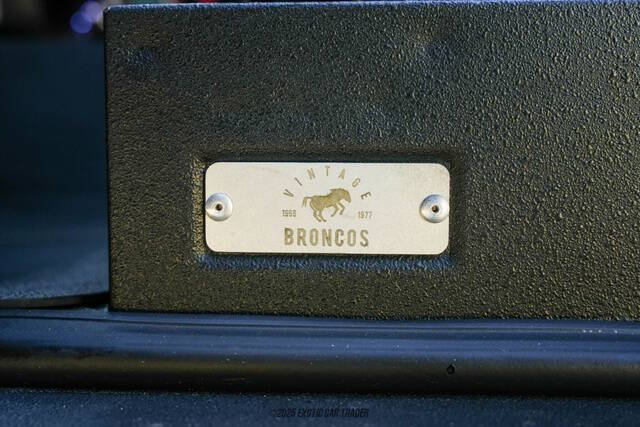 VINTAGE
1966 1977
BRONCOS
©2025 EXOTIC CAR TRADER